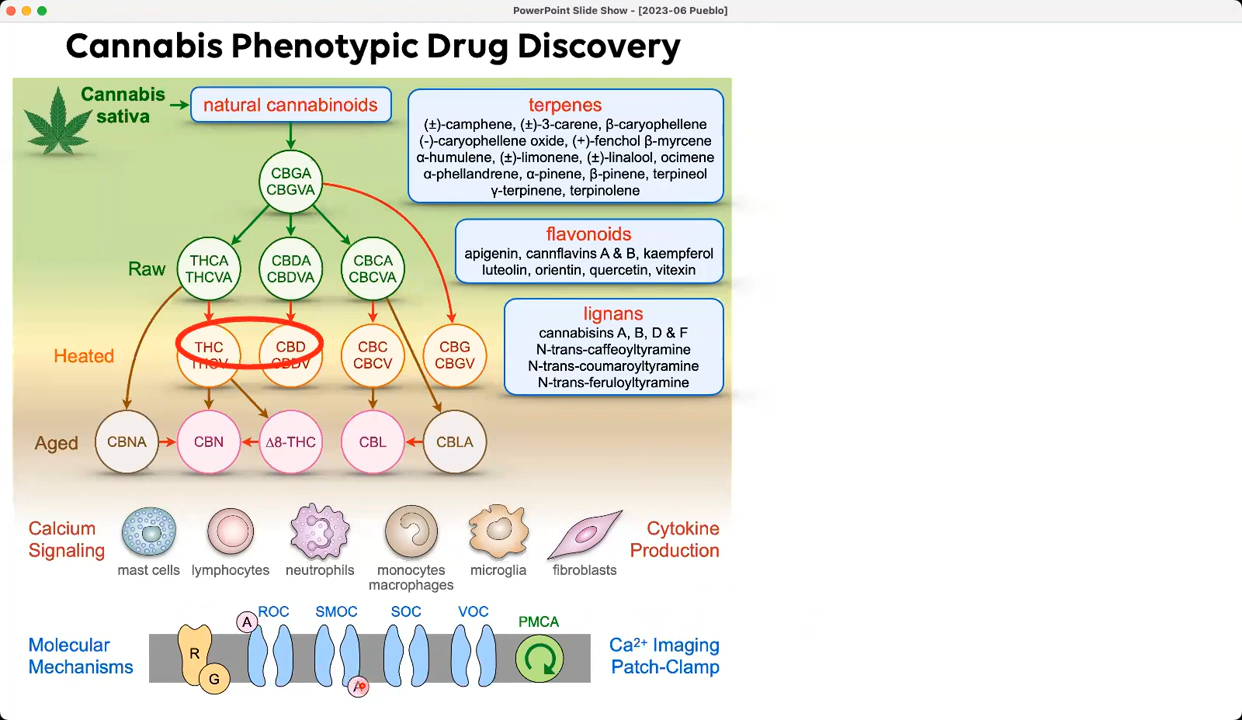 PowerPoint Slide Show - [2023-06 Pueblo]
Cannabis Phenotypic Drug Discovery
Cannabis
sativa
natural cannabinoids
terpenes
(±)-camphene, (±)-3-carene, β-caryophellene
(-)-caryophellene oxide, (+)-fenchol β-myrcene
α-humulene, (±)-limonene, (±)-linalool, ocimene
α-phellandrene, α-pinene, β-pinene, terpineol
γ-terpinene, terpinolene
CBGA
CBGVA
flavonoids
apigenin, cannflavins A & B, kaempferol
luteolin, orientin, quercetin, vitexin
Raw
THCA
THCVA
CBDA
CBDVA
CBCA
CBCVA
lignans
cannabisins A, B, D & F
N-trans-caffeoyltyramine
N-trans-coumaroyltyramine
N-trans-feruloyltyramine
Heated
THC
THCV
CBD
CBDV
CBC
CBCV
CBG
CBGV
Aged
CBNA
CBN
Δ8-THC
CBL
CBLA
Calcium
Signaling
mast cells
lymphocytes
neutrophils
monocytes
macrophages
microglia
fibroblasts
Cytokine
Production
Molecular
Mechanisms
R
G
A
ROC
SMOC
A
SOC
VOC
PMCA
Ca²⁺ Imaging
Patch-Clamp